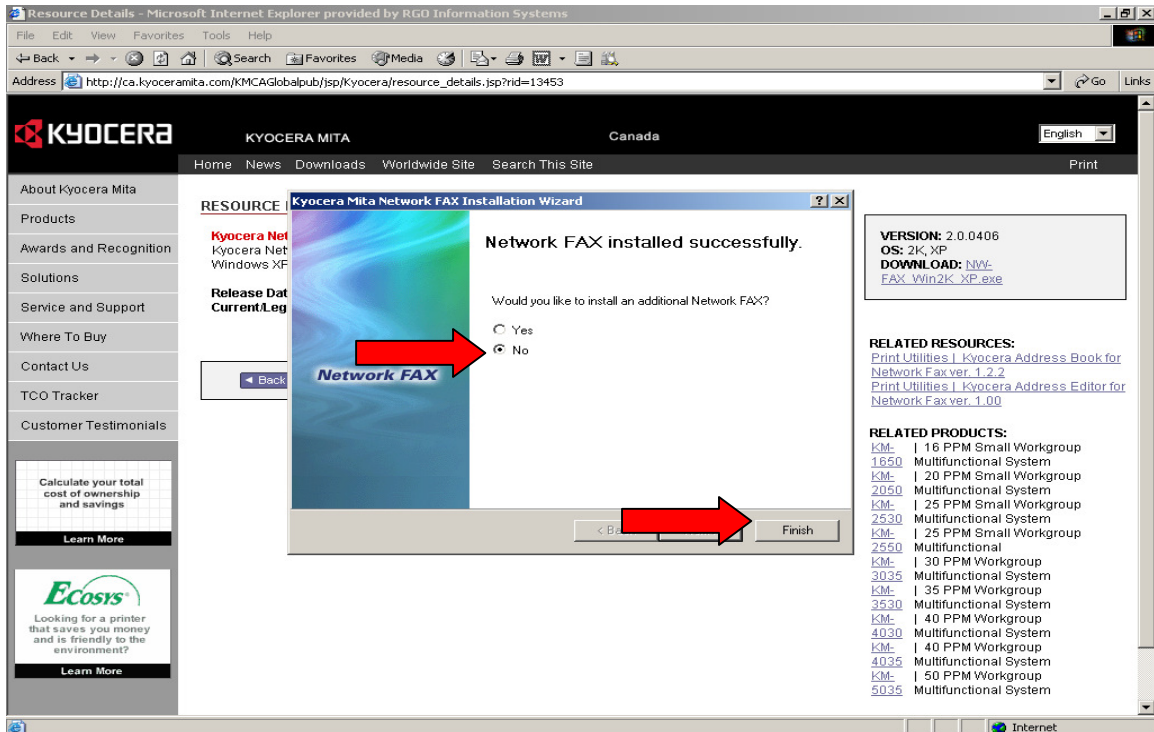 Resource Details - Microsoft Internet Explorer provided by RGO Information Systems
File Edit View Favorites Tools Help
Back Search Favorites Media
Address http://ca.kyoceramita.com/KMCAGlobalpub/jsp/Kyocera/resource_details.jsp?rid=13453 Go Links
KYOCERA KYOCERA MITA Canada English
Home News Downloads Worldwide Site Search This Site Print
About Kyocera Mita
Products
Awards and Recognition
Solutions
Service and Support
Where To Buy
Contact Us
TCO Tracker
Customer Testimonials
Calculate your total
cost of ownership
and savings
Learn More
Ecosys
Looking for a printer
that saves you money
and is friendly to the
environment?
Learn More
RESOURCE
Kyocera Net
Kyocera Net
Windows XP
Release Dat
Current/Leg
Back
Kyocera Mita Network FAX Installation Wizard
Network FAX
Network FAX installed successfully.
Would you like to install an additional Network FAX?
Yes
No
< Ba
Finish
VERSION: 2.0.0406
OS: 2K, XP
DOWNLOAD: NW-
FAX_Win2K_XP.exe
RELATED RESOURCES:
Print Utilities | Kyocera Address Book for
Network Fax ver. 1.2.2
Print Utilities | Kyocera Address Editor for
Network Fax ver. 1.00
RELATED PRODUCTS:
KM- | 16 PPM Small Workgroup
1650 Multifunctional System
KM- | 20 PPM Small Workgroup
2050 Multifunctional System
KM- | 25 PPM Small Workgroup
2530 Multifunctional System
KM- | 25 PPM Small Workgroup
2550 Multifunctional
KM- | 30 PPM Workgroup
3035 Multifunctional System
KM- | 35 PPM Workgroup
3530 Multifunctional System
KM- | 40 PPM Workgroup
4030 Multifunctional System
KM- | 40 PPM Workgroup
4035 Multifunctional System
KM- | 50 PPM Workgroup
5035 Multifunctional System
Internet